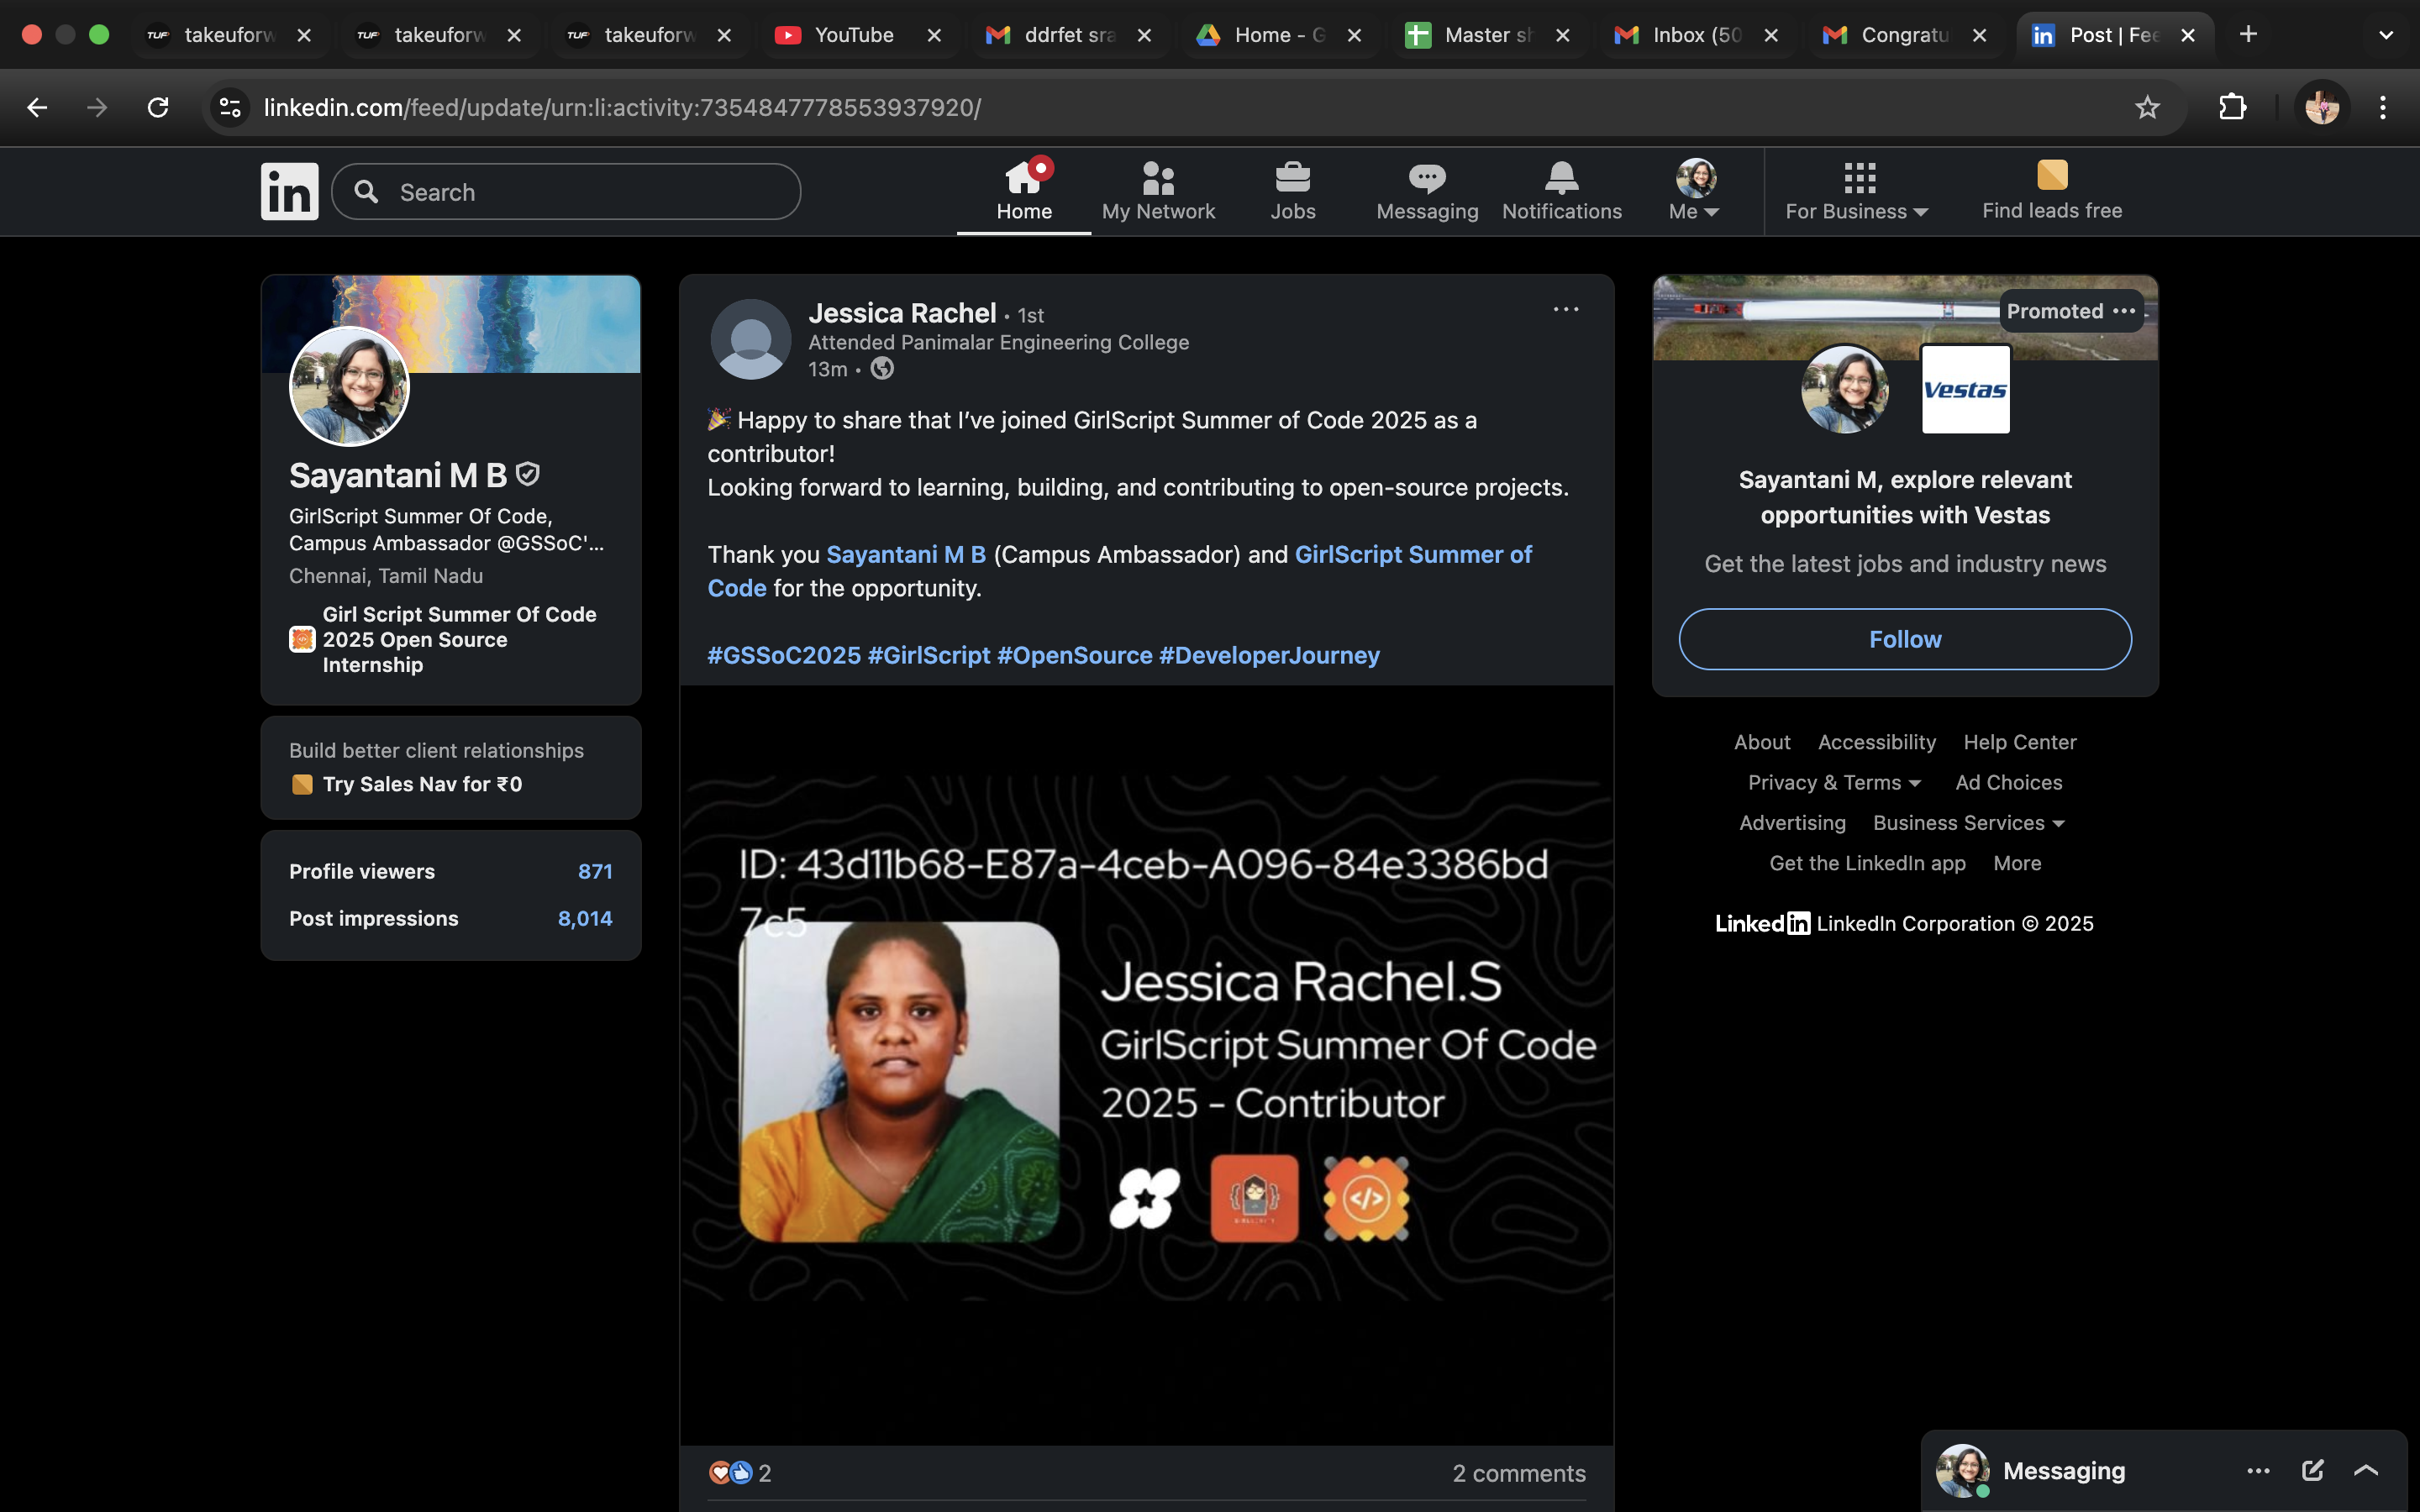 takeuforw
takeuforw
takeuforw
YouTube
ddrfet sra
Home - G
Master sh
Inbox (50
Congratu
Post | Fee
linkedin.com/feed/update/urn:li:activity:7354847778553937920/
in
Search
Home
My Network
Jobs
Messaging
Notifications
Me
For Business
Find leads free
Sayantani M B
GirlScript Summer Of Code,
Campus Ambassador @GSSoC'...
Chennai, Tamil Nadu
Girl Script Summer Of Code
2025 Open Source
Internship
Build better client relationships
Try Sales Nav for ₹0
Profile viewers 871
Post impressions 8,014
Jessica Rachel • 1st
Attended Panimalar Engineering College
13m •
🎉 Happy to share that I’ve joined GirlScript Summer of Code 2025 as a
contributor!
Looking forward to learning, building, and contributing to open-source projects.
Thank you Sayantani M B (Campus Ambassador) and GirlScript Summer of
Code for the opportunity.
#GSSoC2025 #GirlScript #OpenSource #DeveloperJourney
ID: 43d11b68-E87a-4ceb-A096-84e3386bd
7c5
Jessica Rachel.S
GirlScript Summer Of Code
2025 - Contributor
2
2 comments
Promoted
Vestas
Sayantani M, explore relevant
opportunities with Vestas
Get the latest jobs and industry news
Follow
About Accessibility Help Center
Privacy & Terms Ad Choices
Advertising Business Services
Get the LinkedIn app More
LinkedIn LinkedIn Corporation © 2025
Messaging